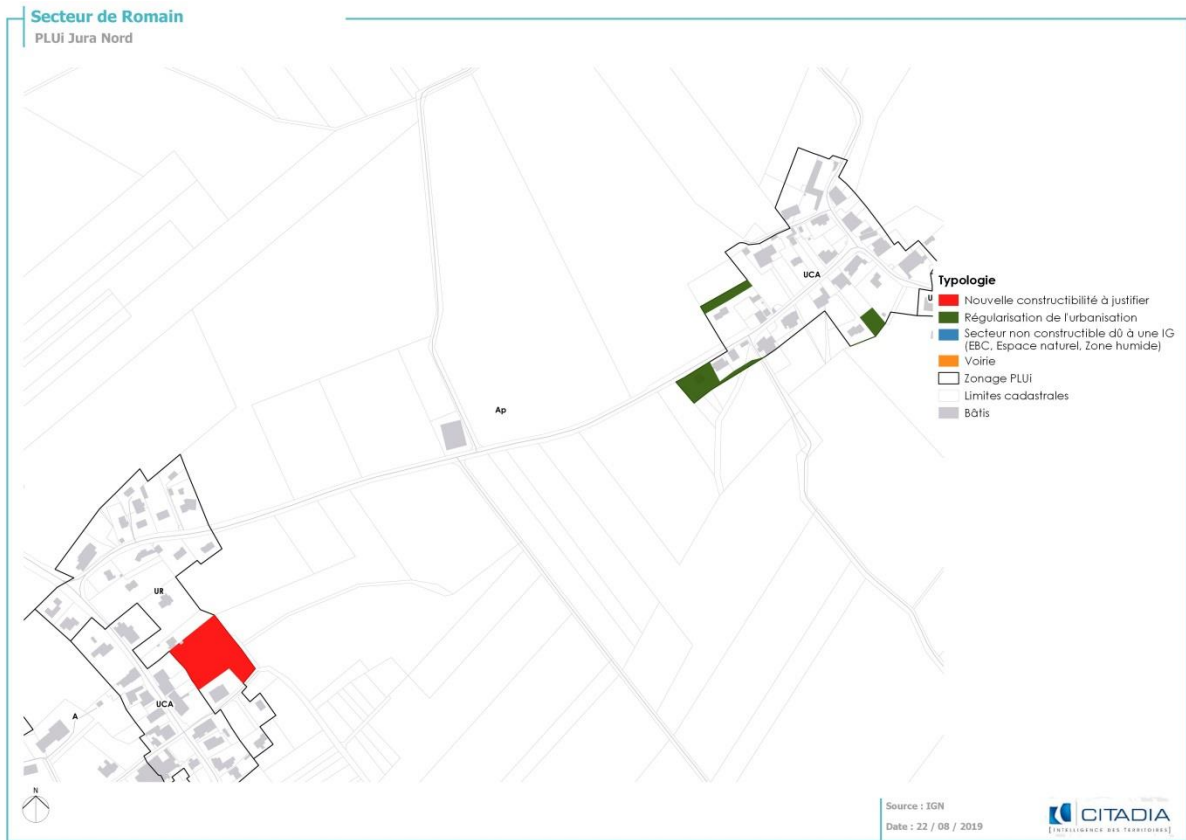 Secteur de Romain
PLUi Jura Nord
UCA
U
Typologie
Nouvelle constructibilité à justifier
Régularisation de l'urbanisation
Secteur non constructible dû à une IG
(EBC, Espace naturel, Zone humide)
Voirie
Zonage PLUi
Limites cadastrales
Bâtis
Ap
UR
UCA
A
N
Source : IGN
Date : 22 / 08 / 2019
CITADIA
[INTELLIGENCE DES TERRITOIRES]